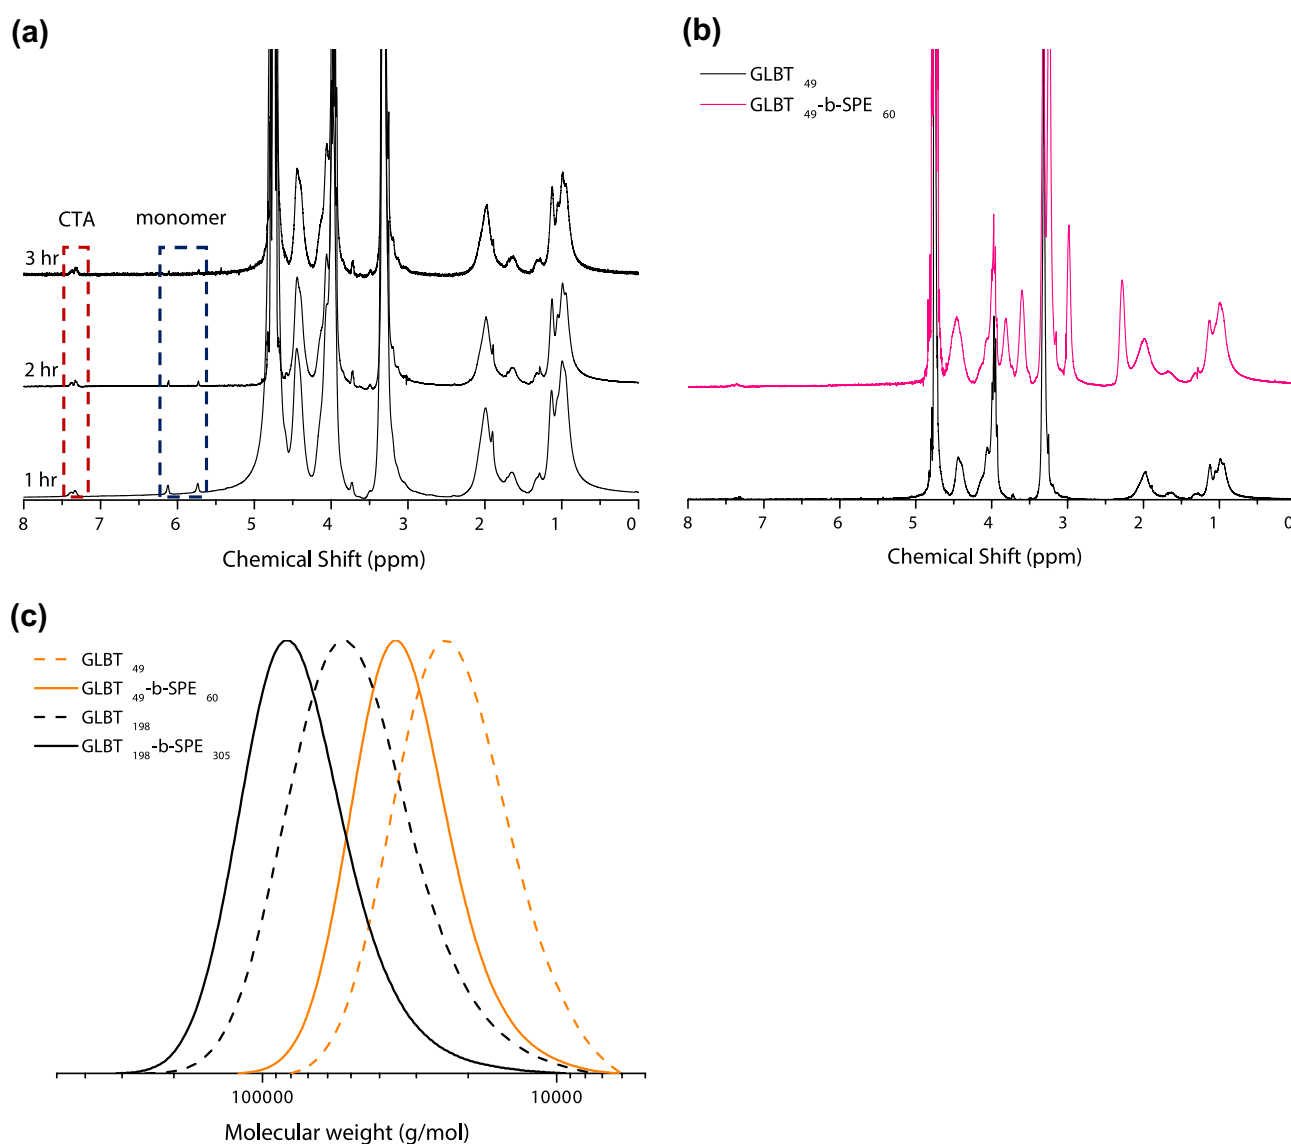 (a)
CTA
monomer
3 hr
2 hr
1 hr
8 7 6 5 4 3 2 1 0
Chemical Shift (ppm)
(b)
GLBT 49
GLBT 49-b-SPE 60
8 7 6 5 4 3 2 1 0
Chemical Shift (ppm)
(c)
GLBT 49
GLBT 49-b-SPE 60
GLBT 198
GLBT 198-b-SPE 305
100000 10000
Molecular weight (g/mol)